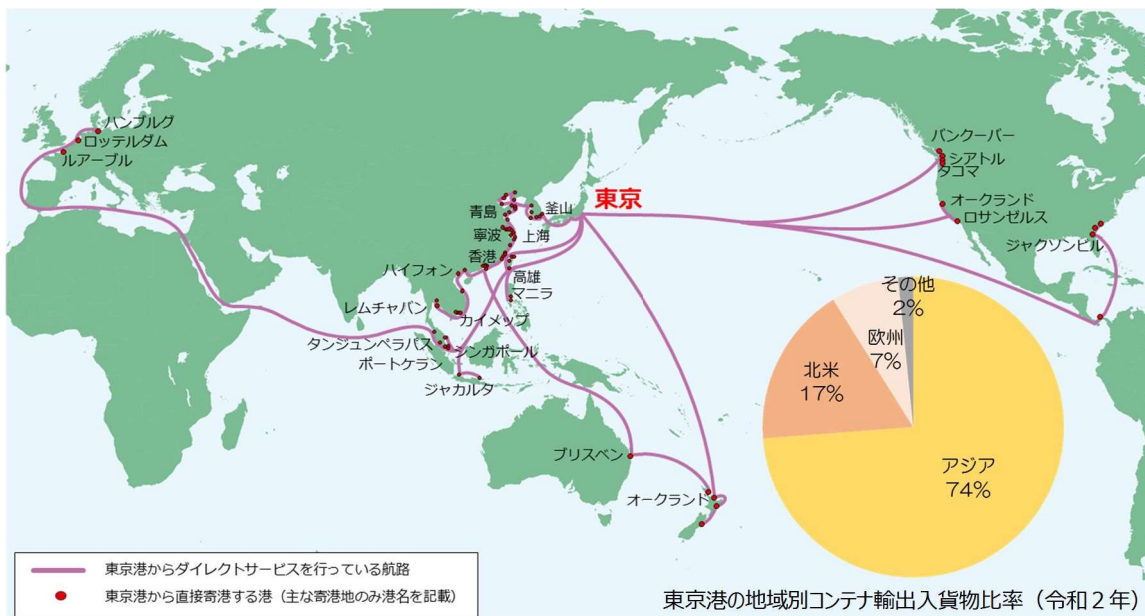 ハンブルグ
ロッテルダム
ルアーブル
バンクーバー
シアトル
タコマ
東京
オークランド
ロサンゼルス
ジャクソンビル
青島
釜山
寧波
上海
香港
ハイフォン
高雄
マニラ
レムチャバン
カイメップ
タンジュンペラパス
シンガポール
ポートケラン
ジャカルタ
ブリスベン
オークランド
その他
2%
欧州
7%
北米
17%
アジア
74%
東京港からダイレクトサービスを行っている航路
東京港から直接寄港する港（主な寄港地のみ港名を記載）
東京港の地域別コンテナ輸出入貨物比率（令和２年）